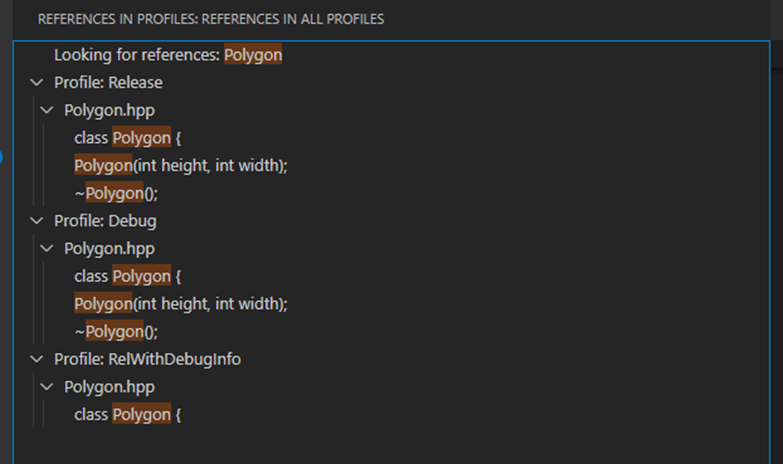 REFERENCES IN PROFILES: REFERENCES IN ALL PROFILES
Looking for references: Polygon
Profile: Release
Polygon.hpp
class Polygon {
Polygon(int height, int width);
~Polygon();
Profile: Debug
Polygon.hpp
class Polygon {
Polygon(int height, int width);
~Polygon();
Profile: RelWithDebugInfo
Polygon.hpp
class Polygon {